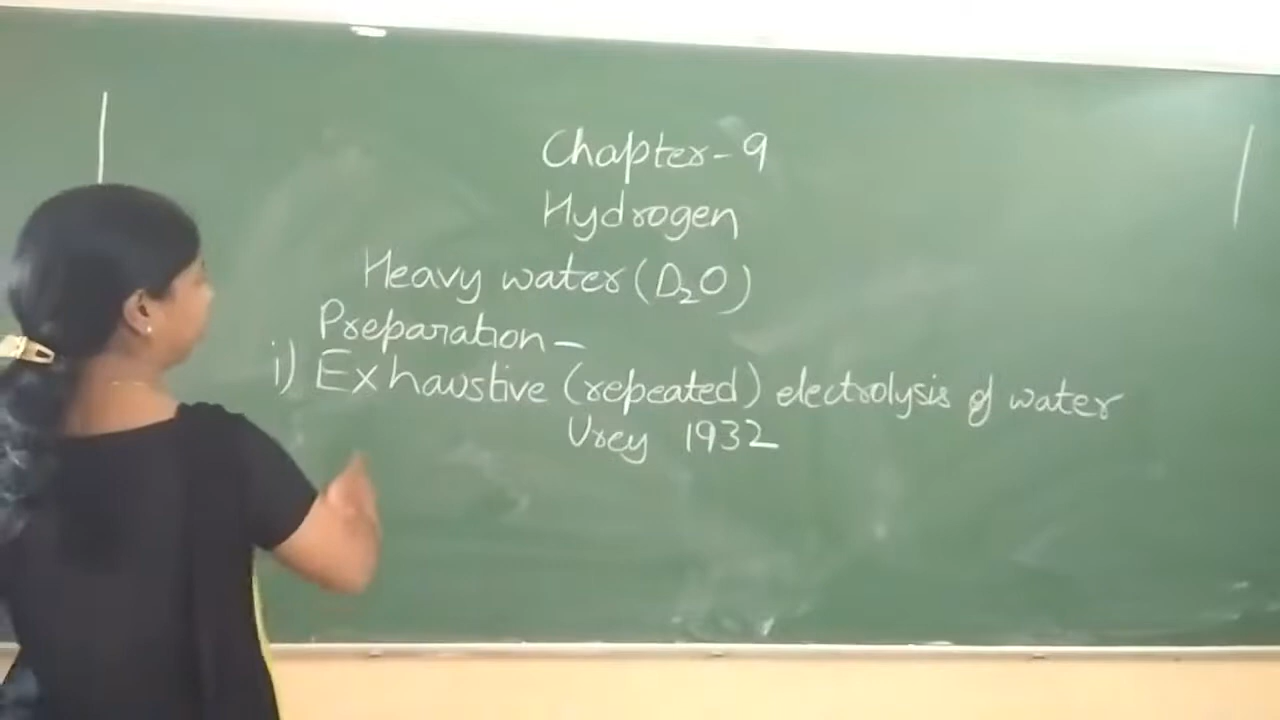 Chapter - 9
Hydrogen
Heavy water (D₂O)
Preparation -
i) Exhaustive (repeated) electrolysis of water
Urey 1932